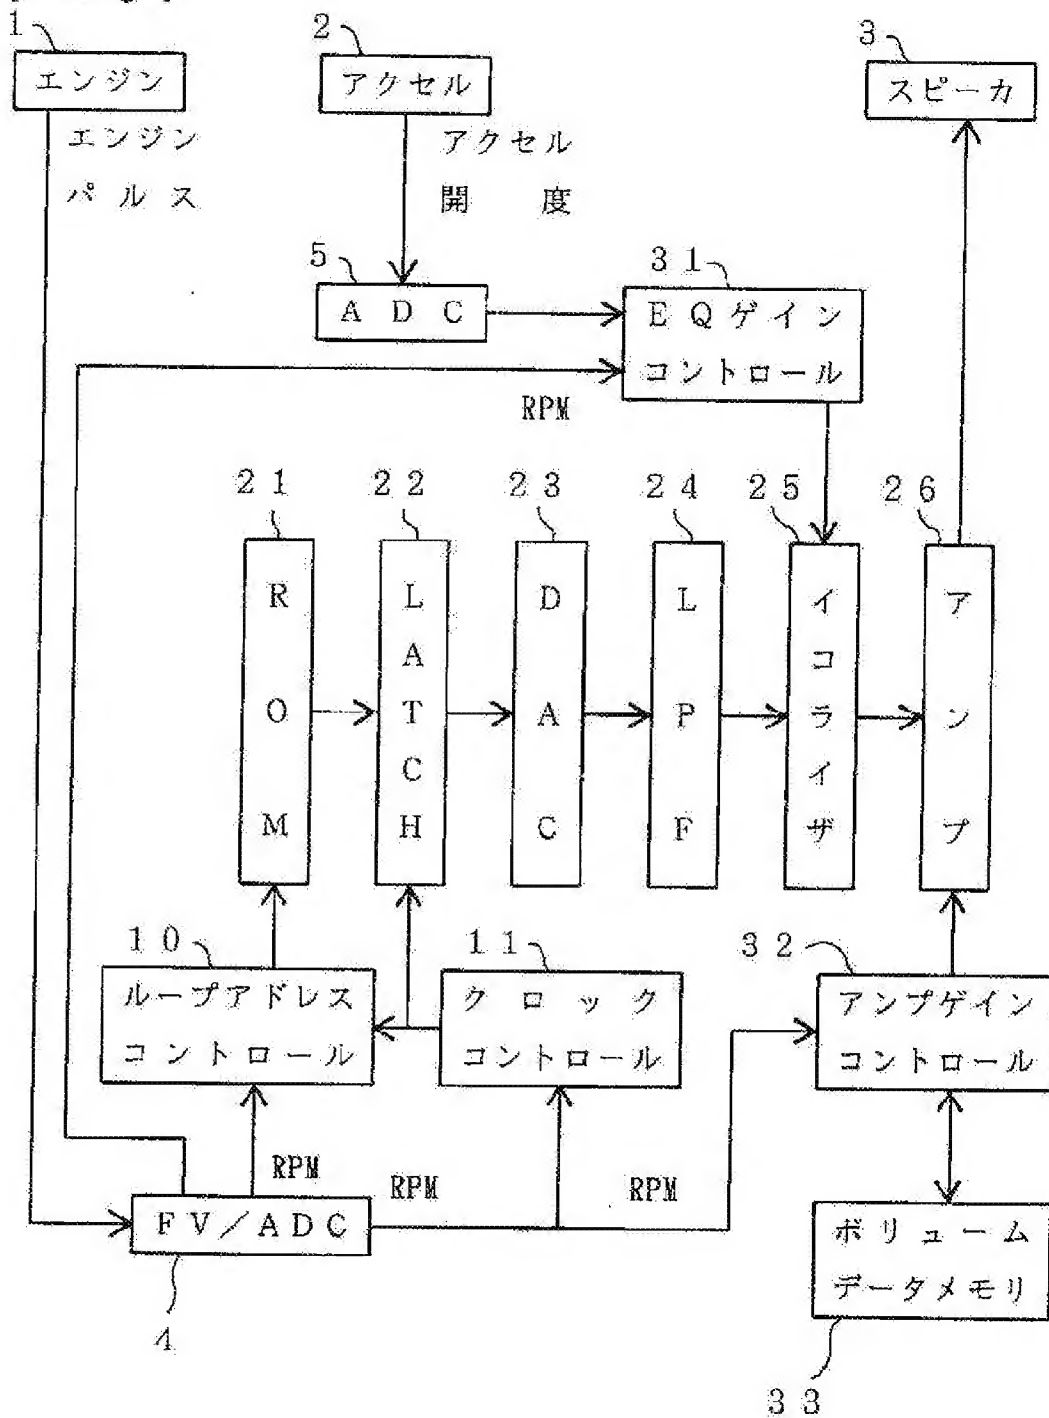 1
エンジン
エンジン
パルス
2
アクセル
アクセル
開度
3
スピーカ
5
ADC
31
EQゲイン
コントロール
RPM
21
ROM
22
LATCH
23
DAC
24
LPF
25
イコライザ
26
アンプ
10
ループアドレス
コントロール
11
クロック
コントロール
32
アンプゲイン
コントロール
RPM
RPM
RPM
FV/ADC
4
ボリューム
データメモリ
33